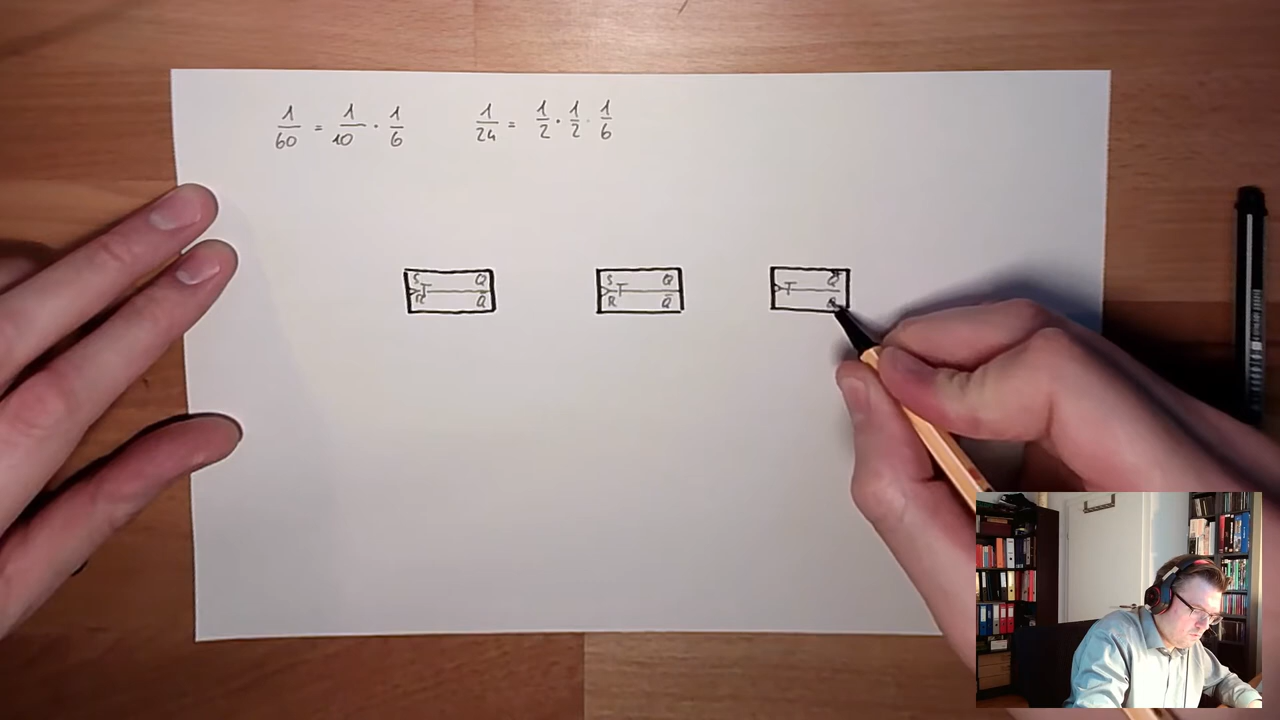 1/60 = 1/10 · 1/6
1/24 = 1/2 · 1/2 · 1/6
S Q
T
R Q̅
S Q
T
R Q̅
Q
T
Q